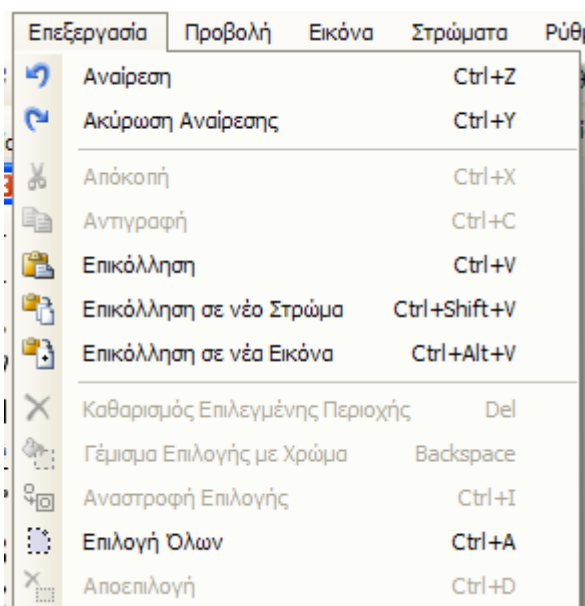 Επεξεργασία Προβολή Εικόνα Στρώματα
Αναίρεση Ctrl+Z
Ακύρωση Αναίρεσης Ctrl+Y
Απόκοπή Ctrl+X
Αντιγραφή Ctrl+C
Επικόλληση Ctrl+V
Επικόλληση σε νέο Στρώμα Ctrl+Shift+V
Επικόλληση σε νέα Εικόνα Ctrl+Alt+V
Καθαρισμός Επιλεγμένης Περιοχής Del
Γέμισμα Επιλογής με Χρώμα Backspace
Αναστροφή Επιλογής Ctrl+I
Επιλογή Όλων Ctrl+A
Αποεπιλογή Ctrl+D